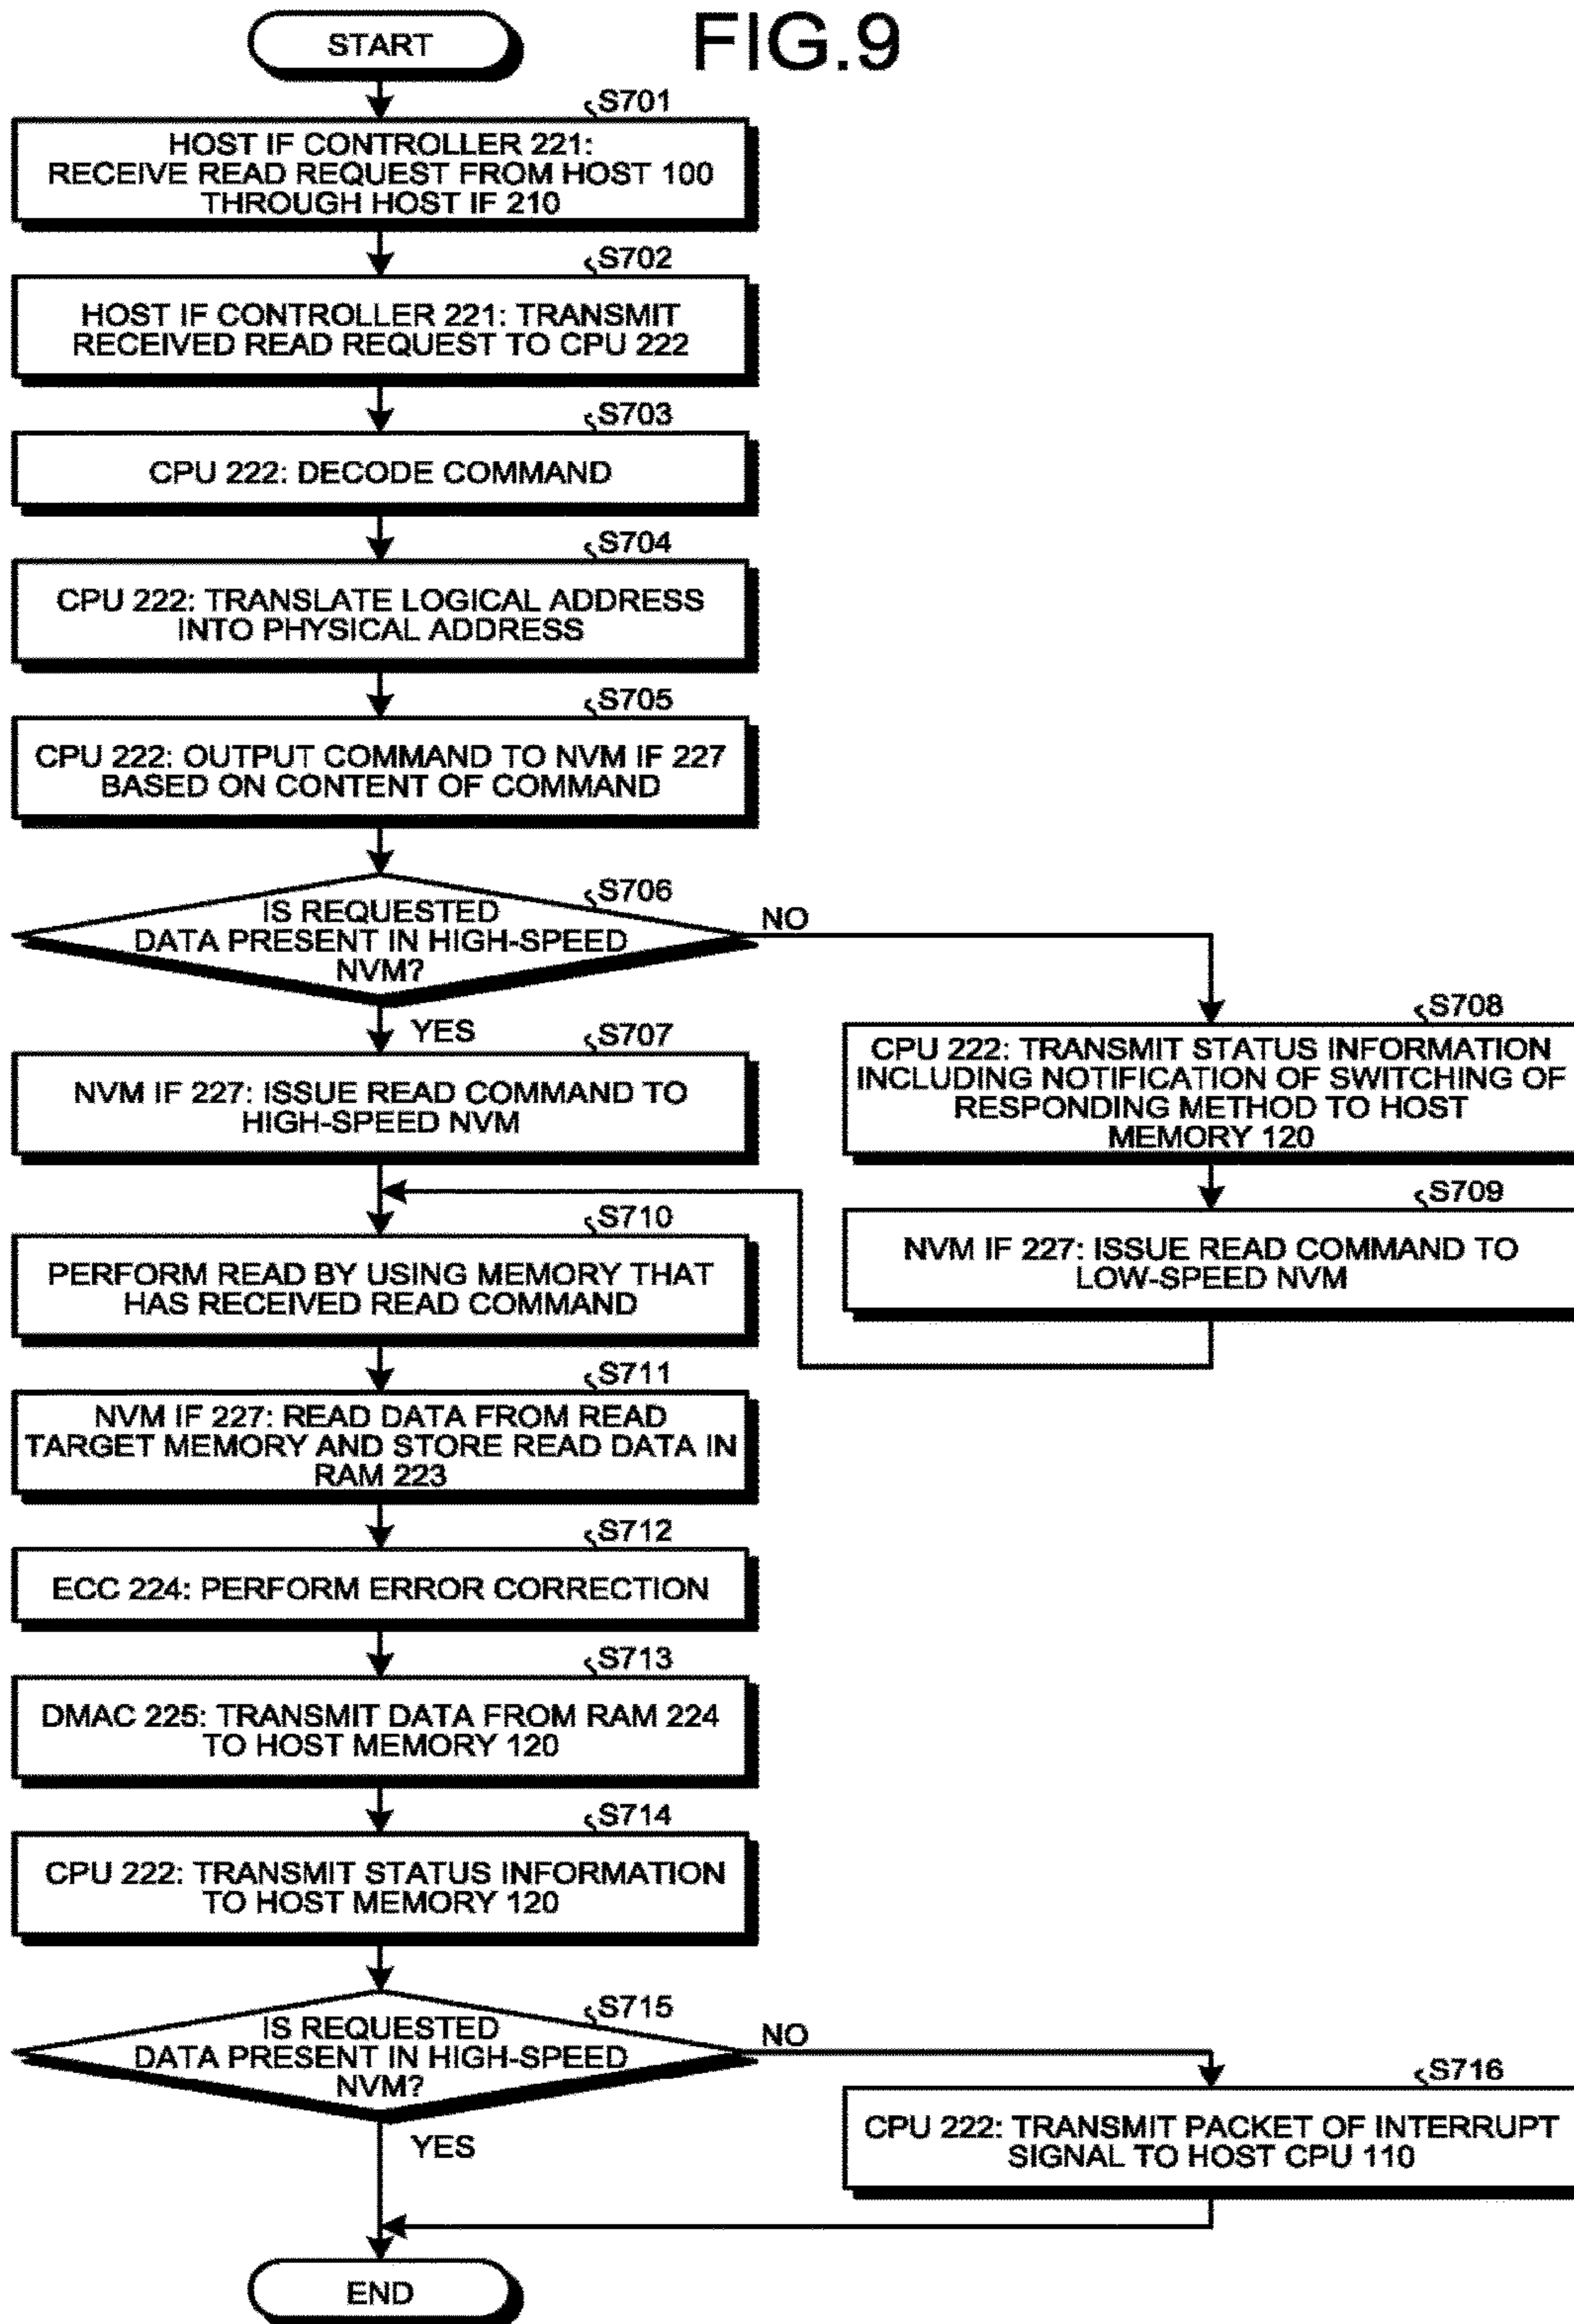 FIG.9
START
S701
HOST IF CONTROLLER 221:
RECEIVE READ REQUEST FROM HOST 100
THROUGH HOST IF 210
S702
HOST IF CONTROLLER 221: TRANSMIT
RECEIVED READ REQUEST TO CPU 222
S703
CPU 222: DECODE COMMAND
S704
CPU 222: TRANSLATE LOGICAL ADDRESS
INTO PHYSICAL ADDRESS
S705
CPU 222: OUTPUT COMMAND TO NVM IF 227
BASED ON CONTENT OF COMMAND
S706
IS REQUESTED
DATA PRESENT IN HIGH-SPEED
NVM?
NO
YES
S707
NVM IF 227: ISSUE READ COMMAND TO
HIGH-SPEED NVM
S708
CPU 222: TRANSMIT STATUS INFORMATION
INCLUDING NOTIFICATION OF SWITCHING OF
RESPONDING METHOD TO HOST
MEMORY 120
S709
NVM IF 227: ISSUE READ COMMAND TO
LOW-SPEED NVM
S710
PERFORM READ BY USING MEMORY THAT
HAS RECEIVED READ COMMAND
S711
NVM IF 227: READ DATA FROM READ
TARGET MEMORY AND STORE READ DATA IN
RAM 223
S712
ECC 224: PERFORM ERROR CORRECTION
S713
DMAC 225: TRANSMIT DATA FROM RAM 224
TO HOST MEMORY 120
S714
CPU 222: TRANSMIT STATUS INFORMATION
TO HOST MEMORY 120
S715
IS REQUESTED
DATA PRESENT IN HIGH-SPEED
NVM?
NO
YES
S716
CPU 222: TRANSMIT PACKET OF INTERRUPT
SIGNAL TO HOST CPU 110
END